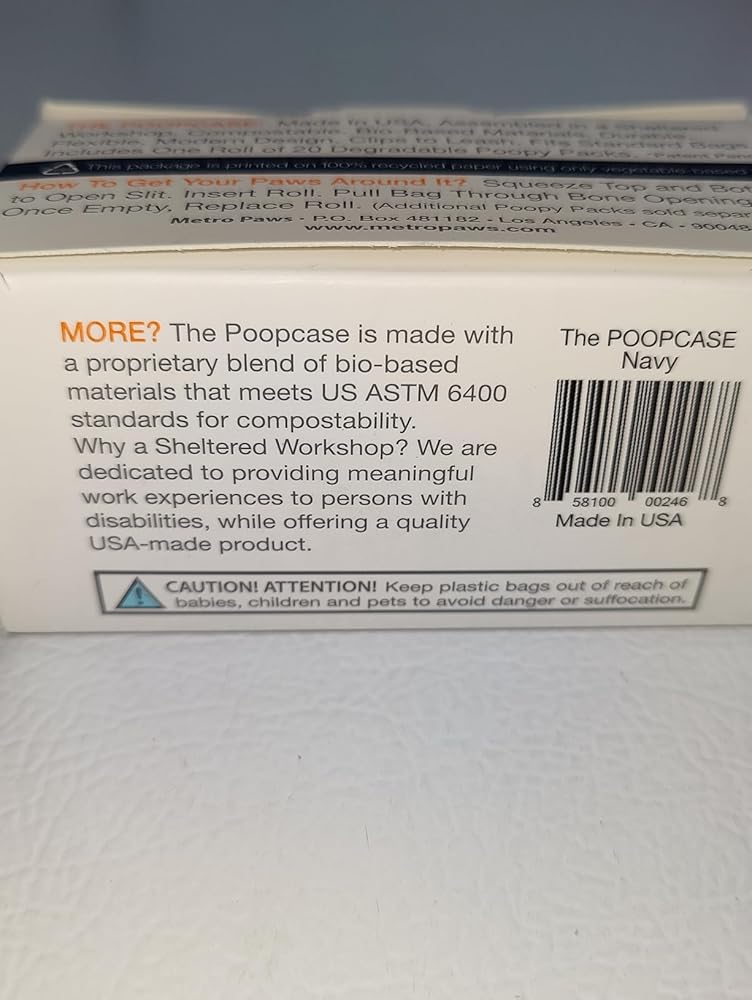 THE POOPCASE: Made in USA, Assembled in a Sheltered
Workshop, Compostable, Bio-Based Materials, Durable,
Flexible, Modern Clips to Leash, Fits Standard Bags
Includes One Roll of 20 Degradable Poopy Packs
This package is printed on 100% recycled paper using only vegetable-based
How To Get Your Paws Around It? Squeeze Top and Bot
to Open Slit. Insert Roll. Pull Bag Through Bone Opening
Once Empty, Replace Roll. (Additional Poopy Packs sold separ
Metro Paws - P.O. Box 481182 - Los Angeles - CA - 90048
www.metropaws.com
MORE? The Poopcase is made with
a proprietary blend of bio-based
materials that meets US ASTM 6400
standards for compostability.
Why a Sheltered Workshop? We are
dedicated to providing meaningful
work experiences to persons with
disabilities, while offering a quality
USA-made product.
The POOPCASE
Navy
8 58100 00246 8
Made In USA
CAUTION! ATTENTION! Keep plastic bags out of reach of
babies, children and pets to avoid danger or suffocation.